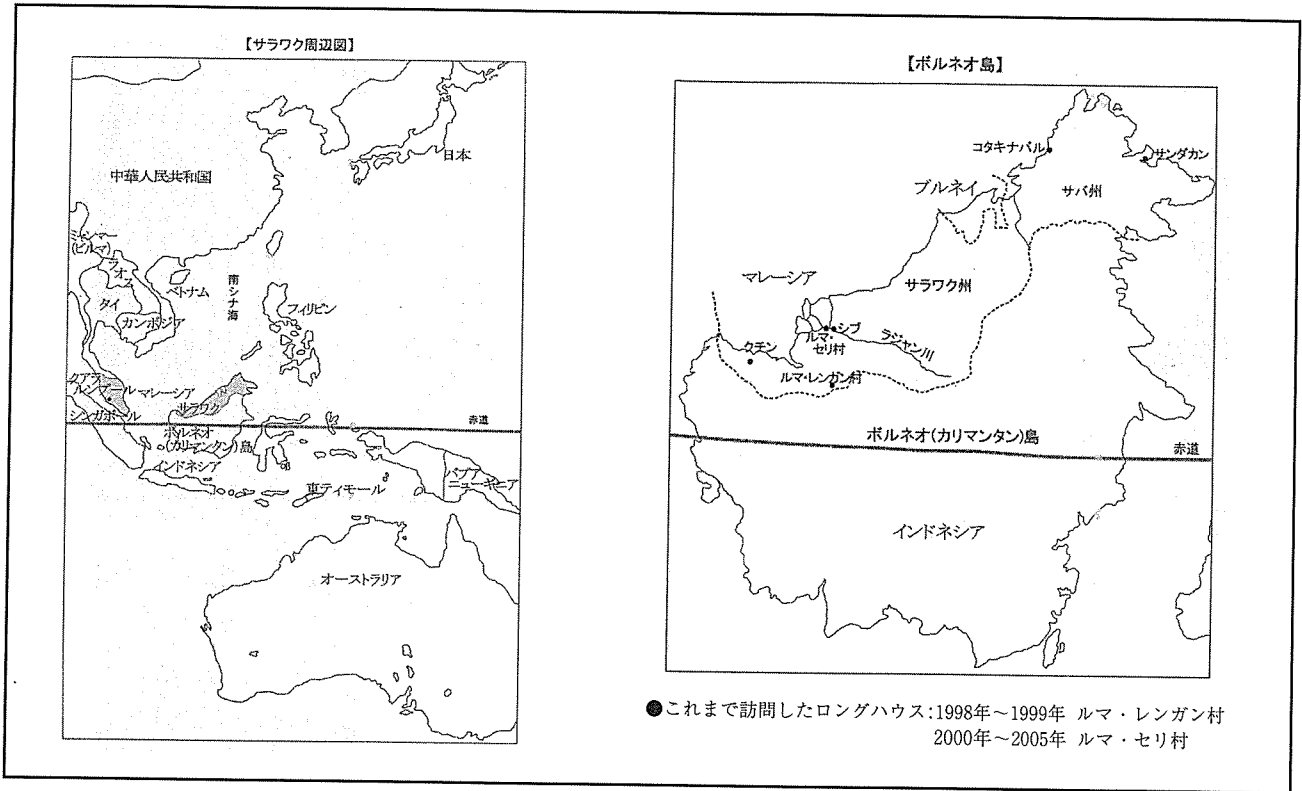 【サラワク周辺図】
日本
中華人民共和国
ミャンマー
(ビルマ)
ラオス
南シナ海
ベトナム
タイ
フィリピン
カンボジア
クアラ
ルンプール
マレーシア
サラワク
シンガポール
赤道
ボルネオ
(カリマンタン)島
インドネシア
パプア
ニューギニア
東ティモール
オーストラリア
【ボルネオ島】
コタキナバル
サンダカン
ブルネイ
サバ州
マレーシア
サラワク州
シブ
ルマ・
セリ村
ラジャン川
クチン
ルマ・レンガン村
ボルネオ(カリマンタン)島
赤道
インドネシア
●これまで訪問したロングハウス:1998年～1999年 ルマ・レンガン村
2000年～2005年 ルマ・セリ村